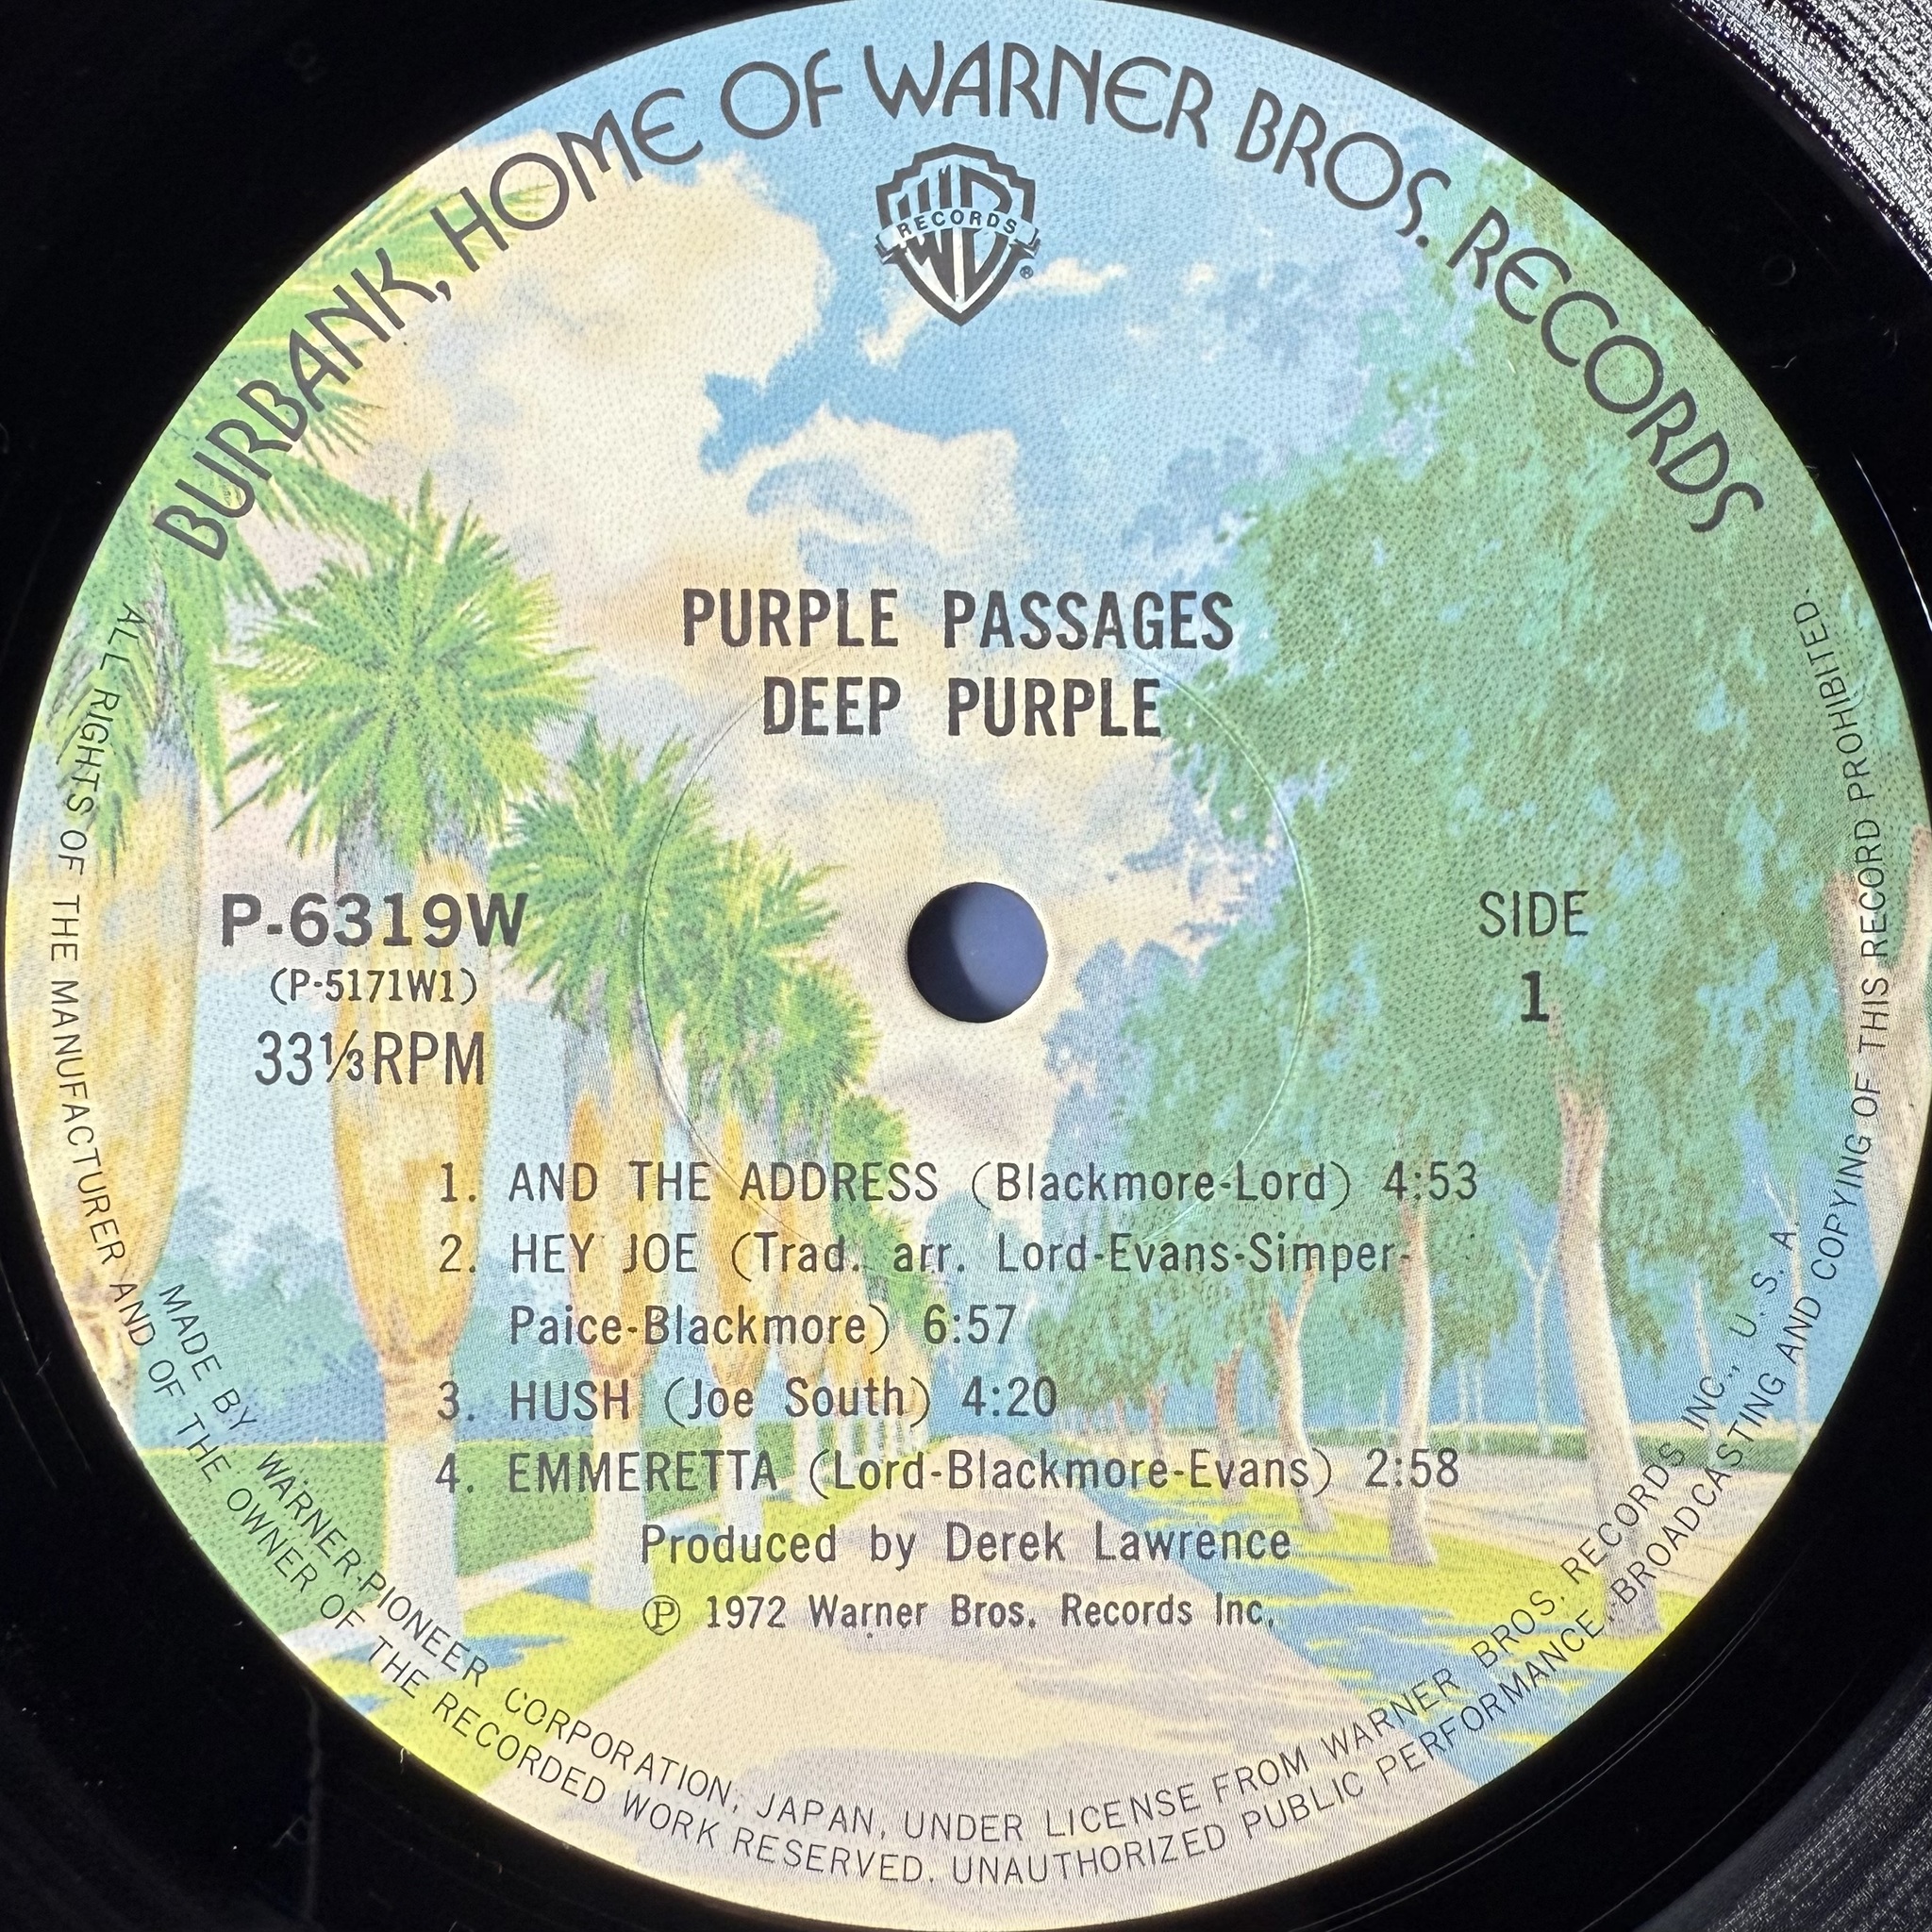 BURBANK, HOME OF WARNER BROS. RECORDS
WB
RECORDS
®
PURPLE PASSAGES
DEEP PURPLE
P-6319W
(P-5171W1)
33⅓RPM
SIDE
1
1. AND THE ADDRESS (Blackmore-Lord) 4:53
2. HEY JOE (Trad. arr. Lord-Evans-Simper-
Paice-Blackmore) 6:57
3. HUSH (Joe South) 4:20
4. EMMERETTA (Lord-Blackmore-Evans) 2:58
Produced by Derek Lawrence
Ⓟ 1972 Warner Bros. Records Inc.
MADE BY WARNER-PIONEER CORPORATION, JAPAN, UNDER LICENSE FROM WARNER BROS. RECORDS INC., U. S. A.
ALL RIGHTS OF THE MANUFACTURER AND OF THE OWNER OF THE RECORDED WORK RESERVED. UNAUTHORIZED PUBLIC PERFORMANCE, BROADCASTING AND COPYING OF THIS RECORD PROHIBITED.